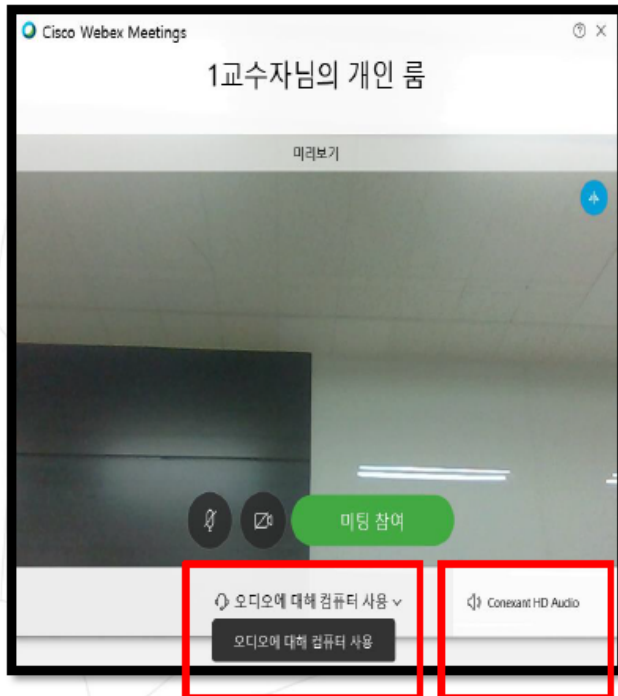 Cisco Webex Meetings
1교수자님의 개인 룸
미리보기
미팅 참여
오디오에 대해 컴퓨터 사용
Conexant HD Audio
오디오에 대해 컴퓨터 사용